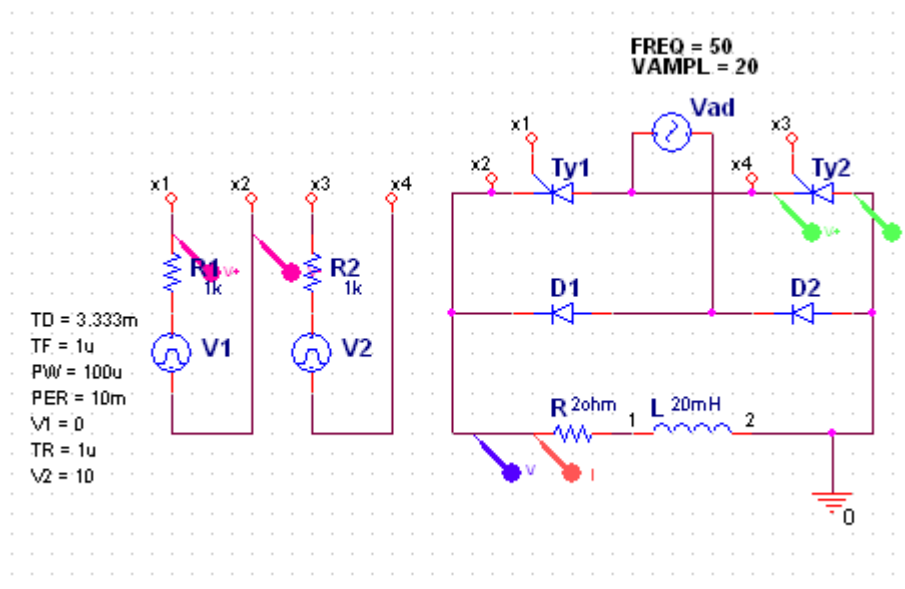 FREQ = 50
VAMPL = 20
Vad
x1
x3
x2
Ty1
x4
Ty2
x1
x2
x3
x4
V+
R1
V+
R2
1k
1k
D1
D2
TD = 3.333m
TF = 1u
V1
V2
PW = 100u
PER = 10m
V1 = 0
R 2ohm
1
L 20mH
2
TR = 1u
V
I
V2 = 10
0